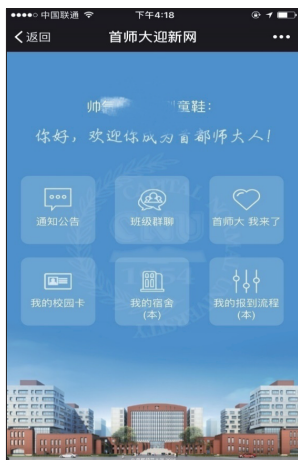 中国联通 下午4:18
返回 首师大迎新网
帅 童鞋：
你好，欢迎你成为首都师大人！
通知公告 班级群聊 首师大 我来了
我的校园卡 我的宿舍 我的报到流程
(本) (本)